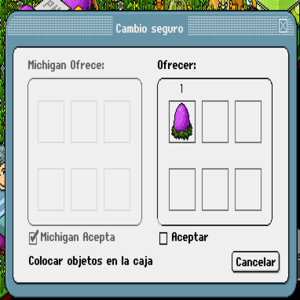 Cambio seguro
Michigan Ofrece:
Ofrecer:
1
Michigan Acepta
Aceptar
Colocar objetos en la caja
Cancelar